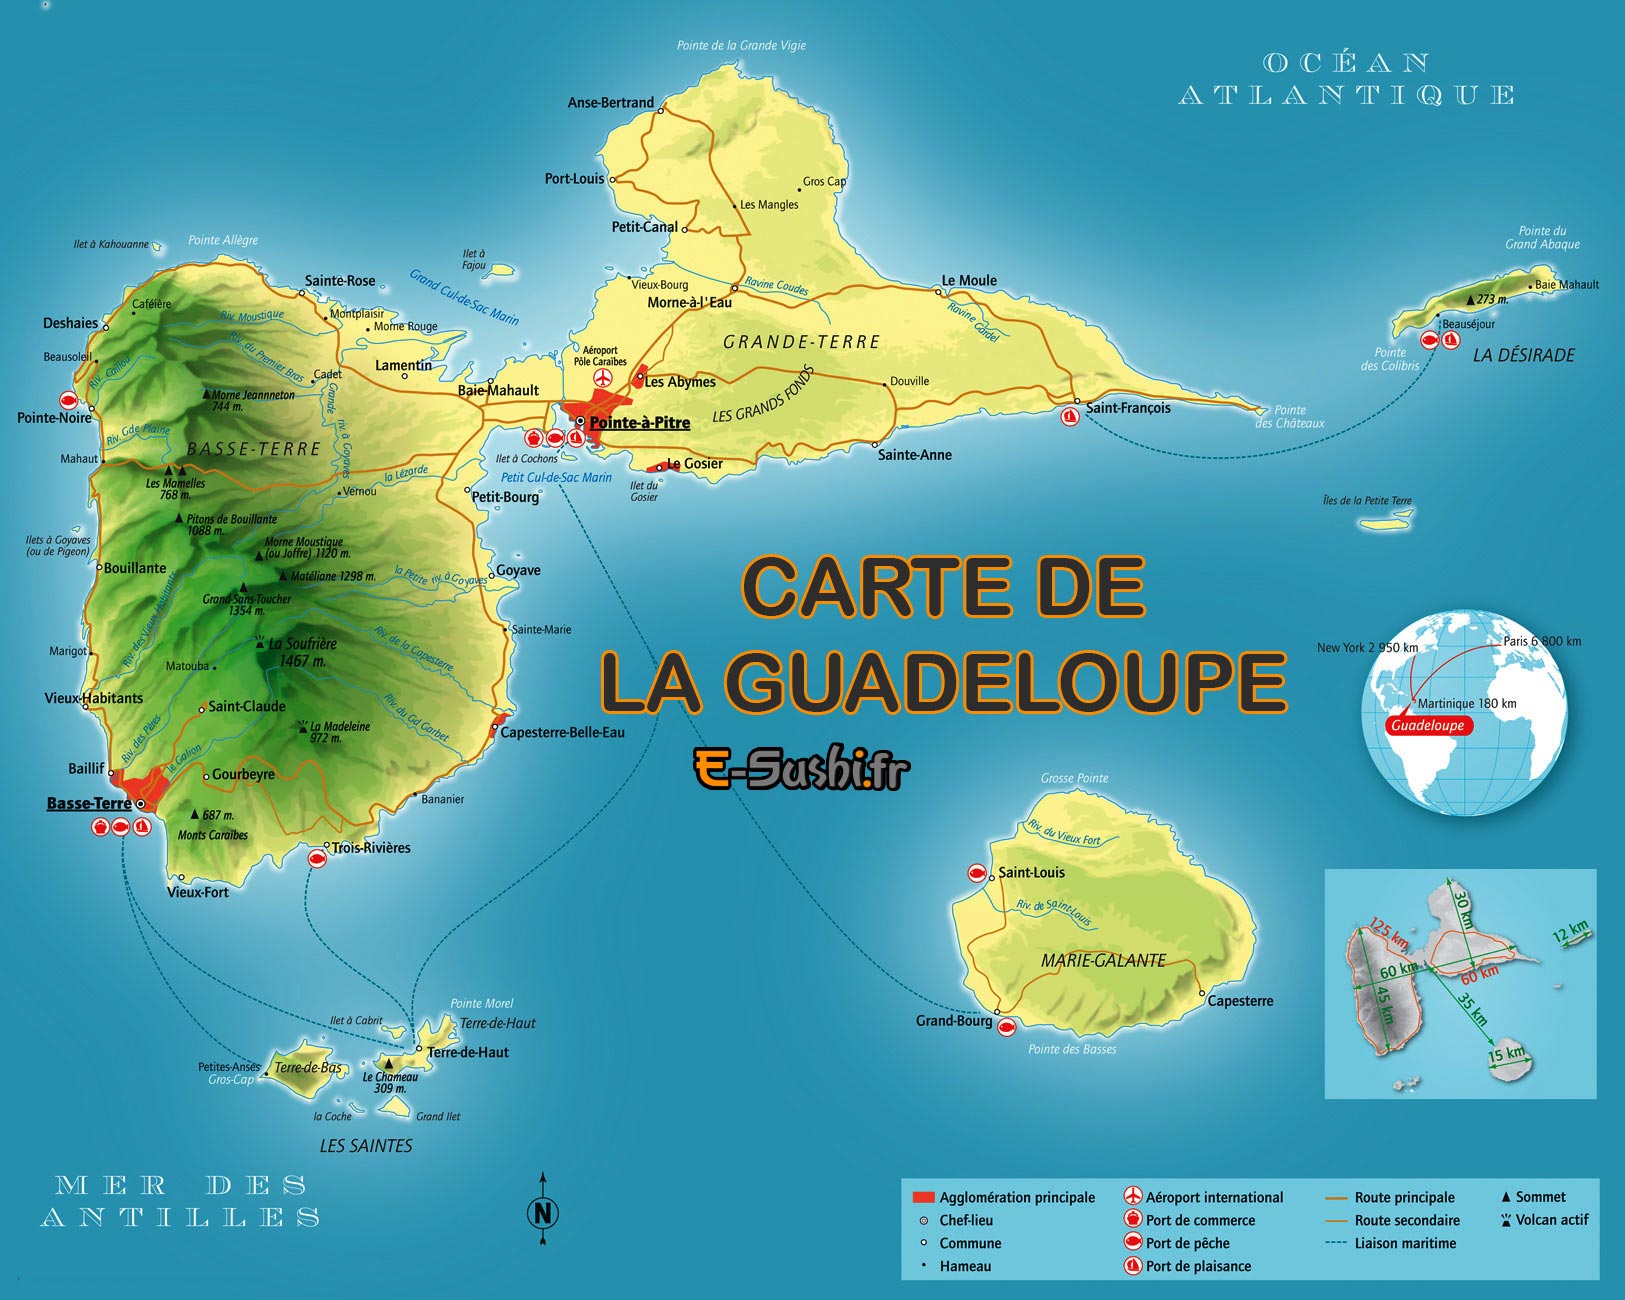 Pointe de la Grande Vigie
OCÉAN
ATLANTIQUE
Anse-Bertrand
Port-Louis
Gros Cap
Les Mangles
Petit-Canal
Pointe du
Grand Abaque
Ilet à Kahouanne
Pointe Allègre
Ilet à
Fajou
Grand Cul-de-Sac Marin
Sainte-Rose
Vieux-Bourg
Morne-à-l'Eau
Ravine Coudes
Le Moule
Ravine Gardel
273 m.
Baie Mahault
Beauséjour
LA DÉSIRADE
Pointe
des Colibris
Caféière
Deshaies
Riv. Moustique
Montplaisir
Morne Rouge
Beausoleil
Riv. Caillou
Riv. du Premier Bras
Lamentin
Cadet
Baie-Mahault
Aéroport
Pôle Caraïbes
Les Abymes
GRANDE-TERRE
LES GRANDS FONDS
Douville
Saint-François
Pointe
des Châteaux
Pointe-Noire
Morne Jeannneton
744 m.
Grande riv. à Goyaves
Riv. Gde Plaine
BASSE-TERRE
Pointe-à-Pitre
Sainte-Anne
Mahaut
Les Mamelles
768 m.
la Lézarde
Vernou
Ilet à Cochons
Petit Cul-de-Sac Marin
Le Gosier
Ilet du
Gosier
Petit-Bourg
Îles de la Petite Terre
Pitons de Bouillante
1088 m.
Ilets à Goyaves
(ou de Pigeon)
Morne Moustique
(ou Joffre) 1120 m.
Bouillante
Matéliane 1298 m.
la Petite riv. à Goyaves
Goyave
Grand-Sans-Toucher
1354 m.
Riv. des Vieux Habitants
CARTE DE
LA GUADELOUPE
E-Sushi.fr
Sainte-Marie
La Soufrière
1467 m.
Riv. de la Capesterre
Marigot
Matouba
Vieux-Habitants
Saint-Claude
Riv. du Gd Garbet
La Madeleine
972 m.
Capesterre-Belle-Eau
Riv. des Pères
le Galion
Baillif
Gourbeyre
Basse-Terre
Bananier
687 m.
Monts Caraïbes
Trois-Rivières
Vieux-Fort
New York 2 950 km
Paris 6 800 km
Martinique 180 km
Guadeloupe
Grosse Pointe
Riv. du Vieux Fort
Saint-Louis
Riv. de Saint-Louis
MARIE-GALANTE
Capesterre
Grand-Bourg
Pointe des Basses
125 km
30 km
12 km
60 km
60 km
45 km
35 km
15 km
Pointe Morel
Ilet à Cabrit
Terre-de-Haut
Terre-de-Haut
Petites-Anses
Gros-Cap
Terre-de-Bas
Le Chameau
309 m.
la Coche
Grand Ilet
LES SAINTES
MER DES
ANTILLES
N
Agglomération principale
Chef-lieu
Commune
Hameau
Aéroport international
Port de commerce
Port de pêche
Port de plaisance
Route principale
Route secondaire
Liaison maritime
Sommet
Volcan actif